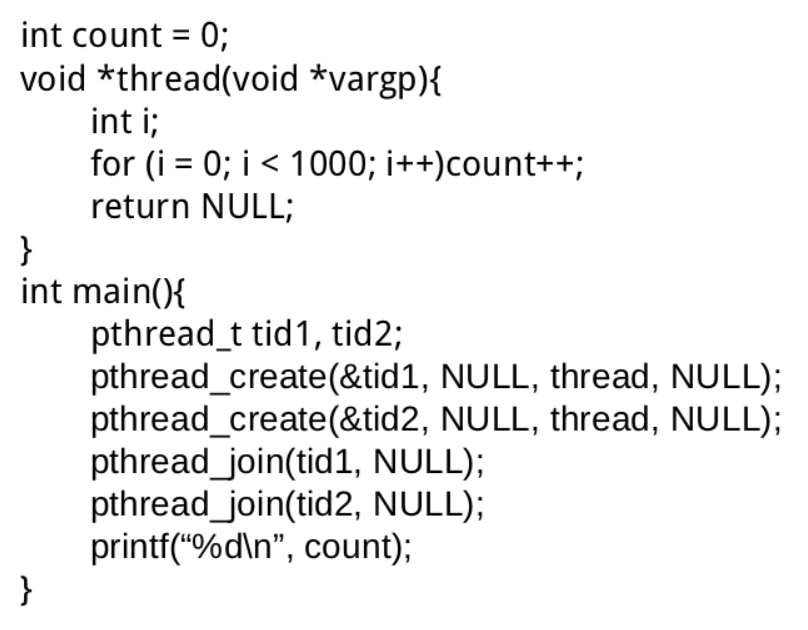 int count = 0;
void *thread(void *vargp){
int i;
for (i = 0; i < 1000; i++)count++;
return NULL;
}
int main(){
pthread_t tid1, tid2;
pthread_create(&tid1, NULL, thread, NULL);
pthread_create(&tid2, NULL, thread, NULL);
pthread_join(tid1, NULL);
pthread_join(tid2, NULL);
printf(“%d\n”, count);
}